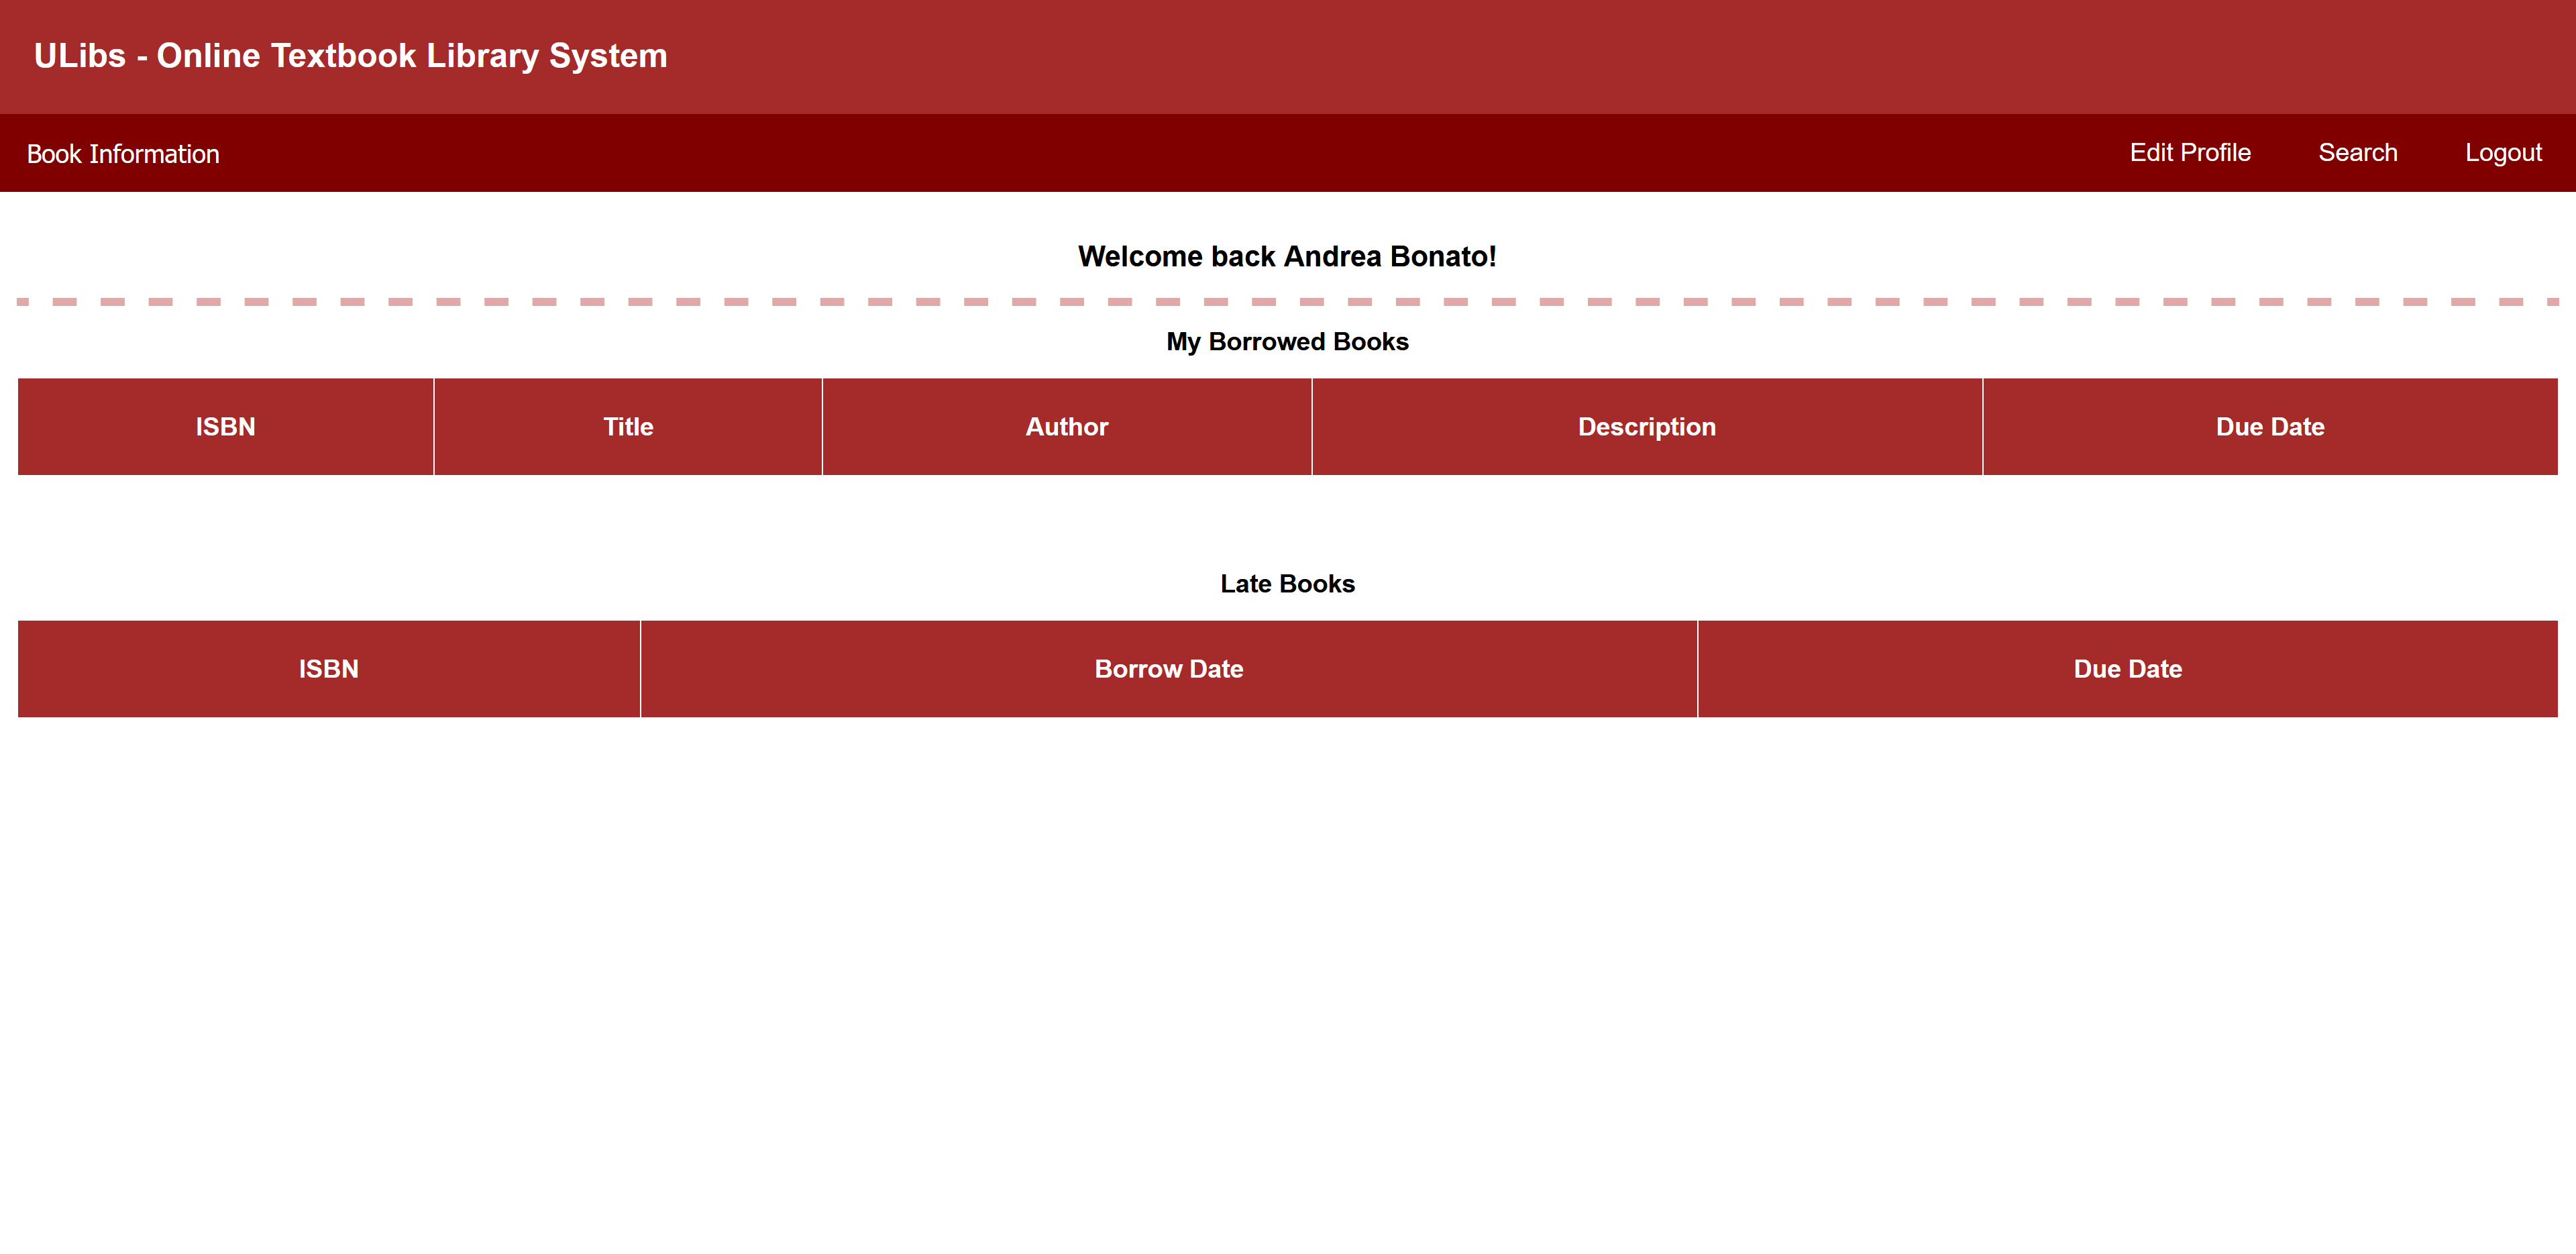 ULibs - Online Textbook Library System
Book Information Edit Profile Search Logout
Welcome back Andrea Bonato!
My Borrowed Books
ISBN Title Author Description Due Date
Late Books
ISBN Borrow Date Due Date